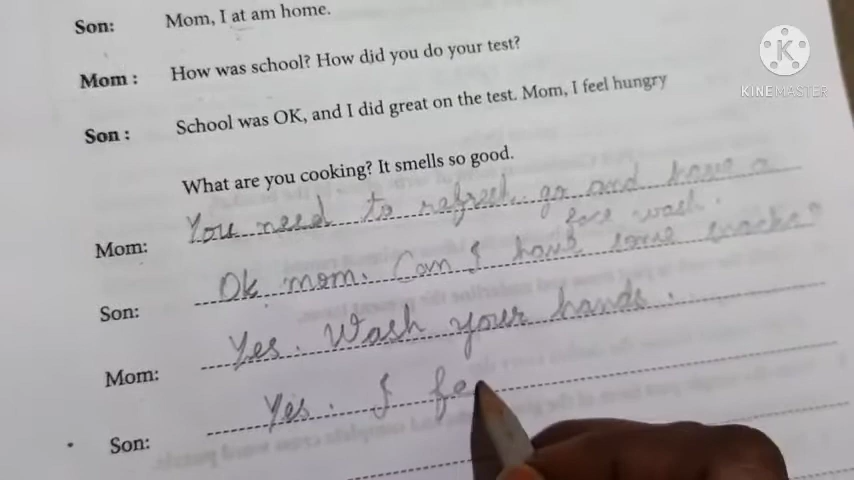 Son: Mom, I at am home.
KINEMASTER
Mom : How was school? How did you do your test?
Son : School was OK, and I did great on the test. Mom, I feel hungry
What are you cooking? It smells so good.
Mom: You need to refresh. go and have a
face wash.
Son: Ok mom. Can I have some snacks?
Mom: Yes. Wash your hands.
Son: Yes. I fe